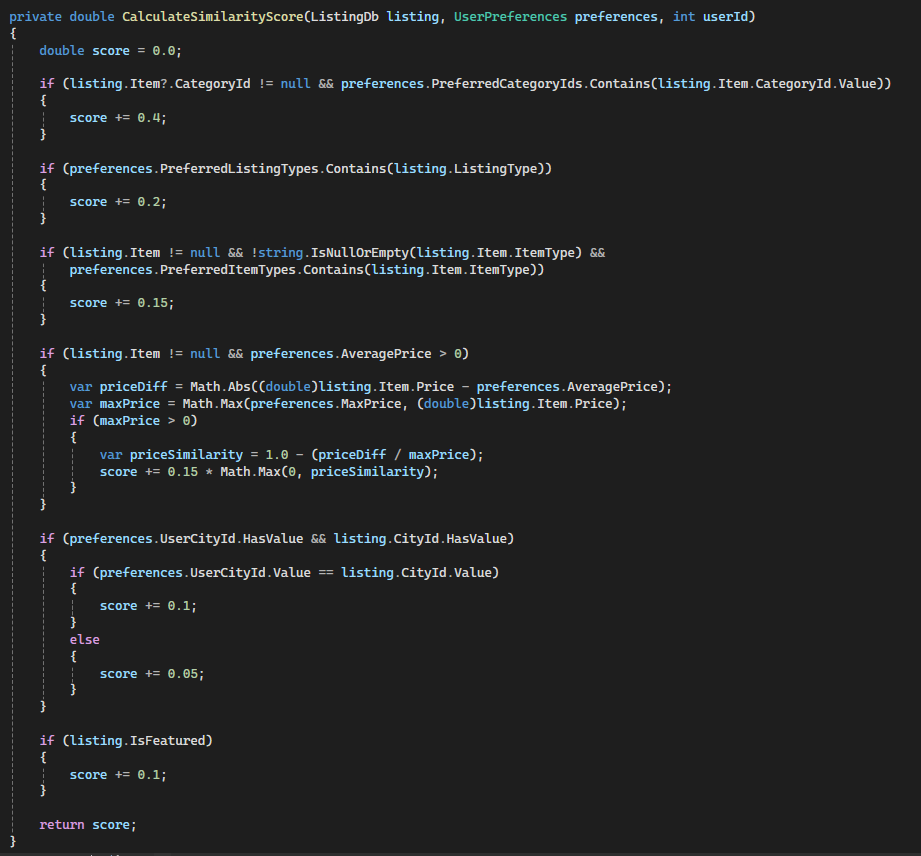 private double CalculateSimilarityScore(ListingDb listing, UserPreferences preferences, int userId)
{
    double score = 0.0;

    if (listing.Item?.CategoryId != null && preferences.PreferredCategoryIds.Contains(listing.Item.CategoryId.Value))
    {
        score += 0.4;
    }

    if (preferences.PreferredListingTypes.Contains(listing.ListingType))
    {
        score += 0.2;
    }

    if (listing.Item != null && !string.IsNullOrEmpty(listing.Item.ItemType) &&
        preferences.PreferredItemTypes.Contains(listing.Item.ItemType))
    {
        score += 0.15;
    }

    if (listing.Item != null && preferences.AveragePrice > 0)
    {
        var priceDiff = Math.Abs((double)listing.Item.Price - preferences.AveragePrice);
        var maxPrice = Math.Max(preferences.MaxPrice, (double)listing.Item.Price);
        if (maxPrice > 0)
        {
            var priceSimilarity = 1.0 - (priceDiff / maxPrice);
            score += 0.15 * Math.Max(0, priceSimilarity);
        }
    }

    if (preferences.UserCityId.HasValue && listing.CityId.HasValue)
    {
        if (preferences.UserCityId.Value == listing.CityId.Value)
        {
            score += 0.1;
        }
        else
        {
            score += 0.05;
        }
    }

    if (listing.IsFeatured)
    {
        score += 0.1;
    }

    return score;
}